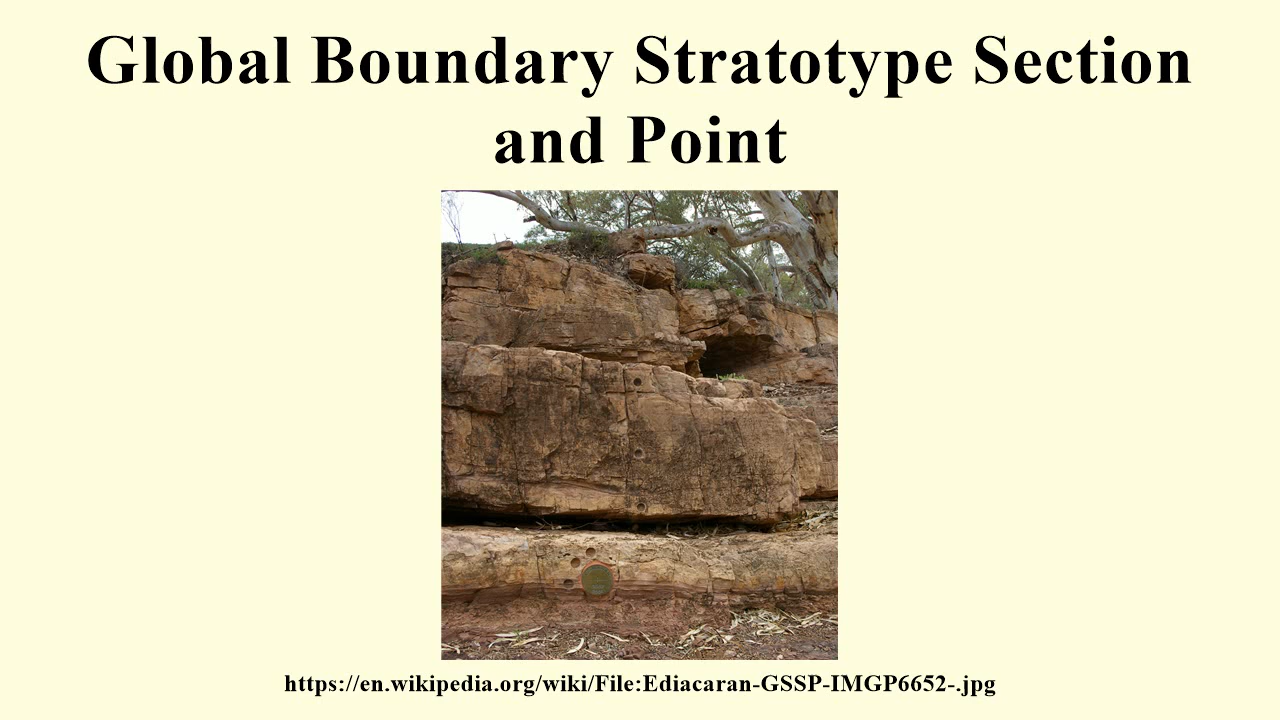 Global Boundary Stratotype Section
and Point
https://en.wikipedia.org/wiki/File:Ediacaran-GSSP-IMGP6652-.jpg